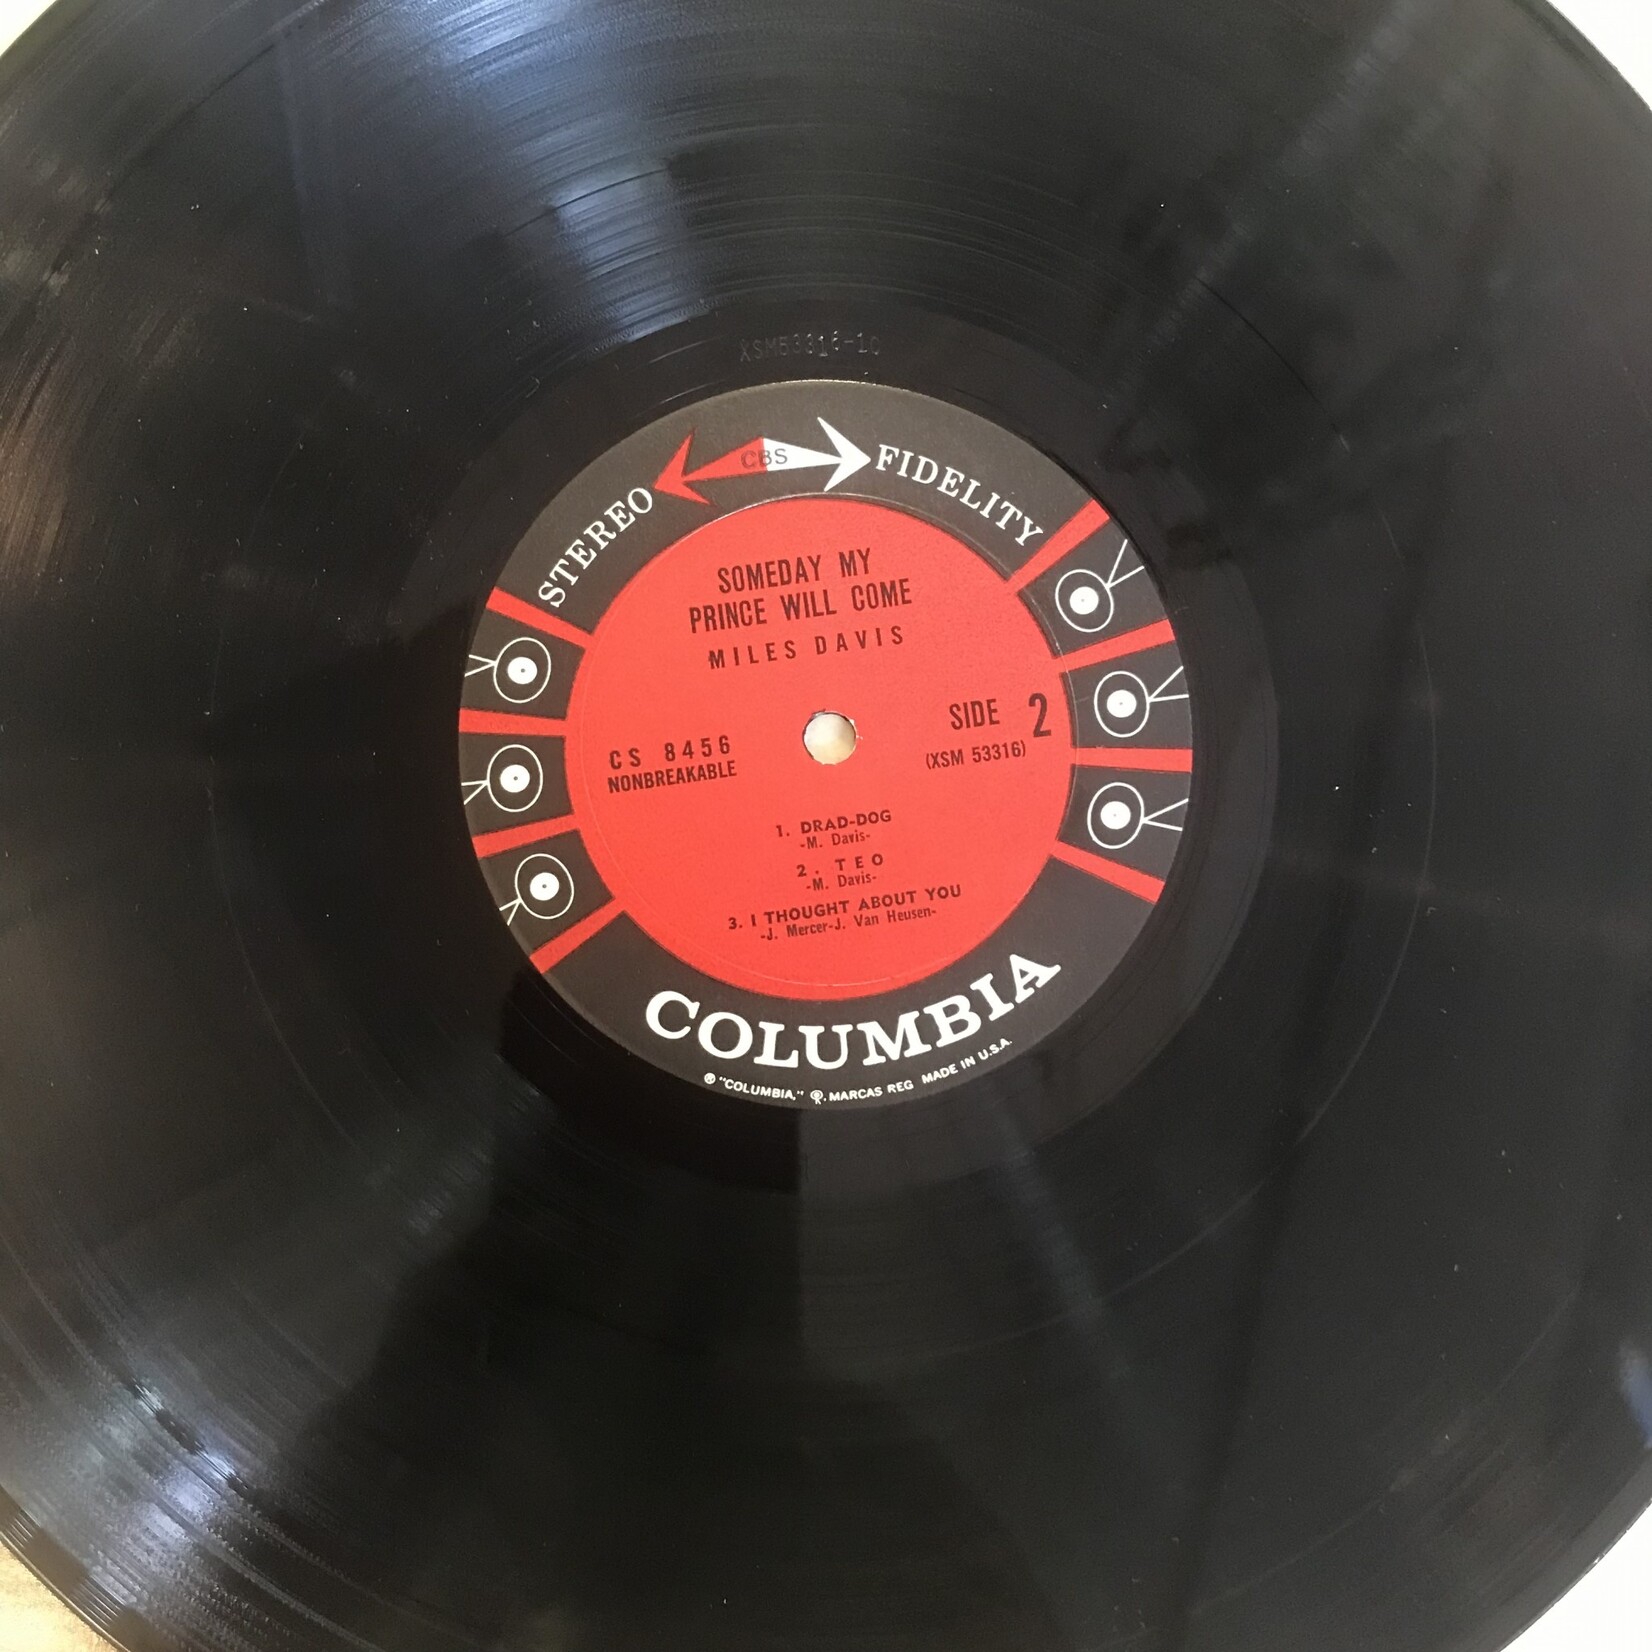 XSM53316-1
STEREO CBS FIDELITY
SOMEDAY MY
PRINCE WILL COME
MILES DAVIS
CS 8456
NONBREAKABLE
SIDE 2
(XSM 53316)
1. DRAD-DOG
-M. Davis-
2. TEO
-M. Davis-
3. I THOUGHT ABOUT YOU
-J. Mercer-J. Van Heusen-
COLUMBIA
® "COLUMBIA," ®, MARCAS REG MADE IN U.S.A.